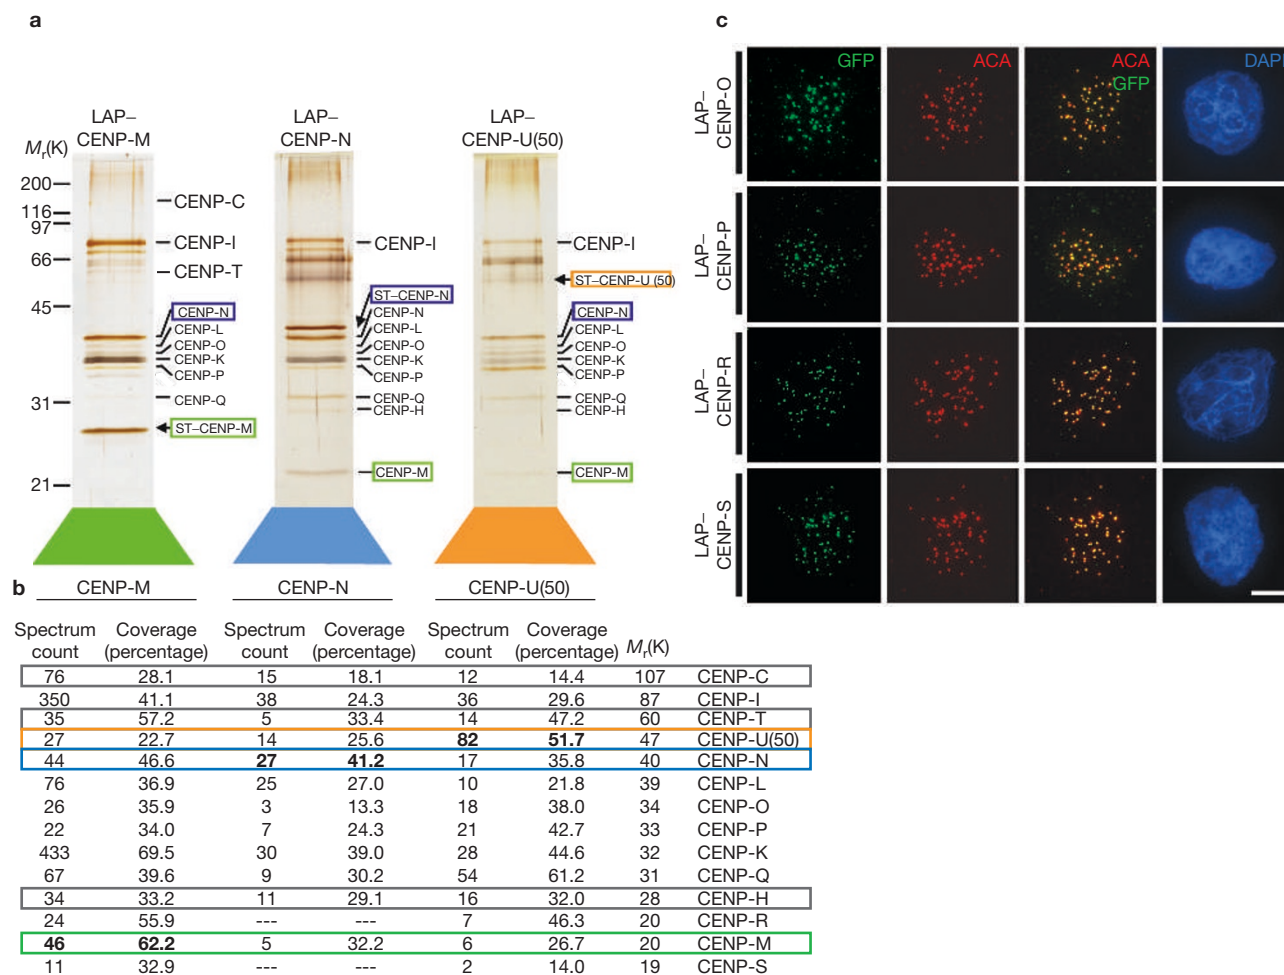 a
LAP–
CENP-M
LAP–
CENP-N
LAP–
CENP-U(50)
Mr(K)
200
116
97
66
45
31
21
CENP-C
CENP-I
CENP-T
CENP-N
CENP-L
CENP-O
CENP-K
CENP-P
CENP-Q
ST–CENP-M
CENP-I
ST–CENP-N
CENP-N
CENP-L
CENP-O
CENP-K
CENP-P
CENP-Q
CENP-H
CENP-M
CENP-I
ST–CENP-U (50)
CENP-N
CENP-L
CENP-O
CENP-K
CENP-P
CENP-Q
CENP-H
CENP-M
c
GFP
ACA
ACA
GFP
DAPI
LAP–
CENP-O
LAP–
CENP-P
LAP–
CENP-R
LAP–
CENP-S
b
CENP-M CENP-N CENP-U(50)
Spectrum Coverage Spectrum Coverage Spectrum Coverage
count (percentage) count (percentage) count (percentage) Mr(K)
76 28.1 15 18.1 12 14.4 107 CENP-C
350 41.1 38 24.3 36 29.6 87 CENP-I
35 57.2 5 33.4 14 47.2 60 CENP-T
27 22.7 14 25.6 82 51.7 47 CENP-U(50)
44 46.6 27 41.2 17 35.8 40 CENP-N
76 36.9 25 27.0 10 21.8 39 CENP-L
26 35.9 3 13.3 18 38.0 34 CENP-O
22 34.0 7 24.3 21 42.7 33 CENP-P
433 69.5 30 39.0 28 44.6 32 CENP-K
67 39.6 9 30.2 54 61.2 31 CENP-Q
34 33.2 11 29.1 16 32.0 28 CENP-H
24 55.9 --- --- 7 46.3 20 CENP-R
46 62.2 5 32.2 6 26.7 20 CENP-M
11 32.9 --- --- 2 14.0 19 CENP-S